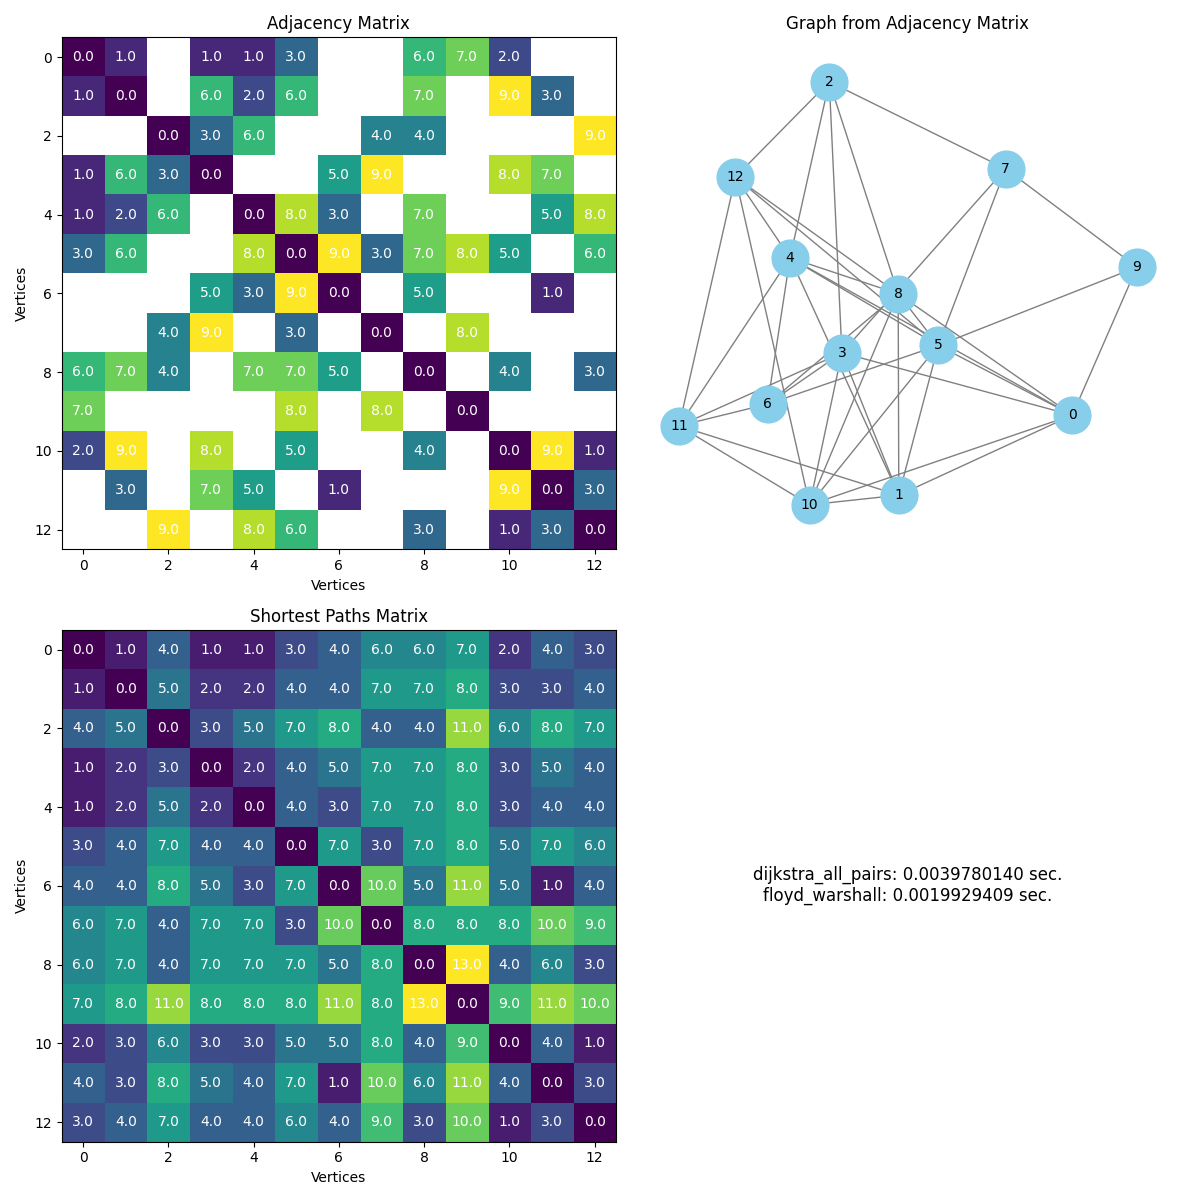 Adjacency Matrix
0 0.0 1.0 1.0 1.0 3.0 6.0 7.0 2.0
1.0 0.0 6.0 2.0 6.0 7.0 9.0 3.0
2 0.0 3.0 6.0 4.0 4.0 9.0
1.0 6.0 3.0 0.0 5.0 9.0 8.0 7.0
4 1.0 2.0 6.0 0.0 8.0 3.0 7.0 5.0 8.0
3.0 6.0 8.0 0.0 9.0 3.0 7.0 8.0 5.0 6.0
6 5.0 3.0 9.0 0.0 5.0 1.0
4.0 9.0 3.0 0.0 8.0
8 6.0 7.0 4.0 7.0 7.0 5.0 0.0 4.0 3.0
7.0 8.0 8.0 0.0
10 2.0 9.0 8.0 5.0 4.0 0.0 9.0 1.0
3.0 7.0 5.0 1.0 9.0 0.0 3.0
12 9.0 8.0 6.0 3.0 1.0 3.0 0.0
0 2 4 6 8 10 12
Vertices
Vertices
Graph from Adjacency Matrix
2
7
12
4
9
8
5
3
6
0
11
1
10
Shortest Paths Matrix
0 0.0 1.0 4.0 1.0 1.0 3.0 4.0 6.0 6.0 7.0 2.0 4.0 3.0
1.0 0.0 5.0 2.0 2.0 4.0 4.0 7.0 7.0 8.0 3.0 3.0 4.0
2 4.0 5.0 0.0 3.0 5.0 7.0 8.0 4.0 4.0 11.0 6.0 8.0 7.0
1.0 2.0 3.0 0.0 2.0 4.0 5.0 7.0 7.0 8.0 3.0 5.0 4.0
4 1.0 2.0 5.0 2.0 0.0 4.0 3.0 7.0 7.0 8.0 3.0 4.0 4.0
3.0 4.0 7.0 4.0 4.0 0.0 7.0 3.0 7.0 8.0 5.0 7.0 6.0
6 4.0 4.0 8.0 5.0 3.0 7.0 0.0 10.0 5.0 11.0 5.0 1.0 4.0
6.0 7.0 4.0 7.0 7.0 3.0 10.0 0.0 8.0 8.0 8.0 10.0 9.0
8 6.0 7.0 4.0 7.0 7.0 7.0 5.0 8.0 0.0 13.0 4.0 6.0 3.0
7.0 8.0 11.0 8.0 8.0 8.0 11.0 8.0 13.0 0.0 9.0 11.0 10.0
10 2.0 3.0 6.0 3.0 3.0 5.0 5.0 8.0 4.0 9.0 0.0 4.0 1.0
4.0 3.0 8.0 5.0 4.0 7.0 1.0 10.0 6.0 11.0 4.0 0.0 3.0
12 3.0 4.0 7.0 4.0 4.0 6.0 4.0 9.0 3.0 10.0 1.0 3.0 0.0
0 2 4 6 8 10 12
Vertices
Vertices
dijkstra_all_pairs: 0.0039780140 sec.
floyd_warshall: 0.0019929409 sec.